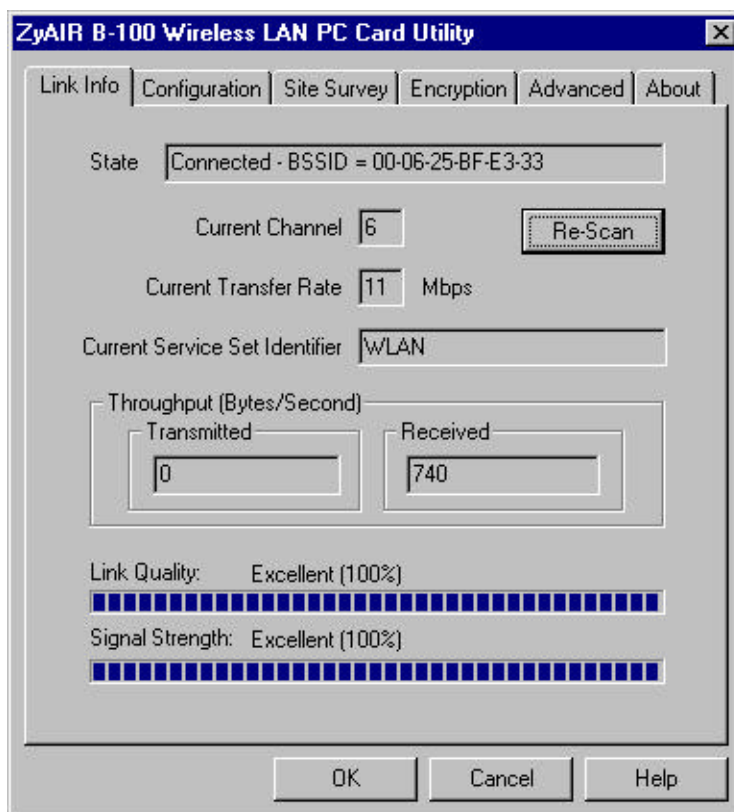 ZyAIR B-100 Wireless LAN PC Card Utility
Link Info Configuration Site Survey Encryption Advanced About
State Connected - BSSID = 00-06-25-BF-E3-33
Current Channel 6 Re-Scan
Current Transfer Rate 11 Mbps
Current Service Set Identifier WLAN
Throughput (Bytes/Second)
Transmitted Received
0 740
Link Quality: Excellent (100%)
Signal Strength: Excellent (100%)
OK Cancel Help